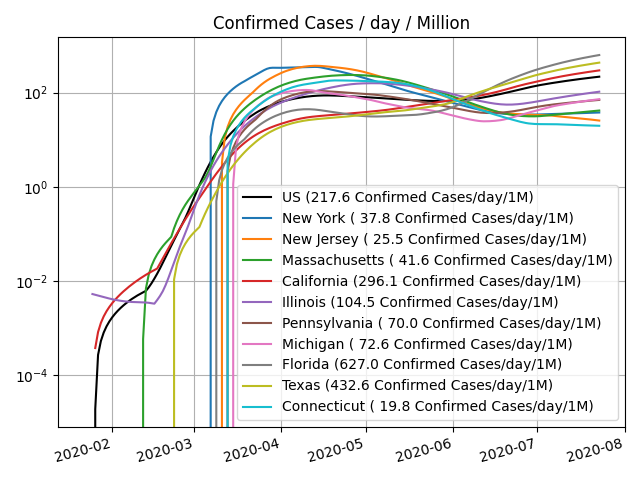 Confirmed Cases / day / Million
10²
10⁰
10⁻²
10⁻⁴
US (217.6 Confirmed Cases/day/1M)
New York ( 37.8 Confirmed Cases/day/1M)
New Jersey ( 25.5 Confirmed Cases/day/1M)
Massachusetts ( 41.6 Confirmed Cases/day/1M)
California (296.1 Confirmed Cases/day/1M)
Illinois (104.5 Confirmed Cases/day/1M)
Pennsylvania ( 70.0 Confirmed Cases/day/1M)
Michigan ( 72.6 Confirmed Cases/day/1M)
Florida (627.0 Confirmed Cases/day/1M)
Texas (432.6 Confirmed Cases/day/1M)
Connecticut ( 19.8 Confirmed Cases/day/1M)
2020-02 2020-03 2020-04 2020-05 2020-06 2020-07 2020-08